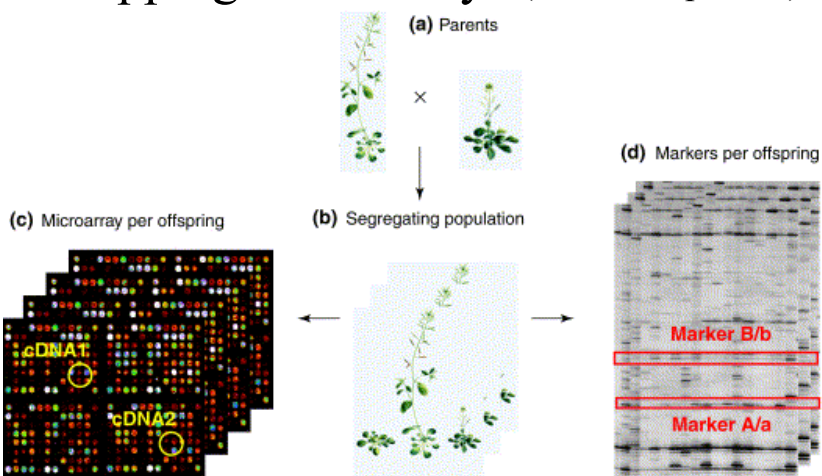 (a) Parents
×
(d) Markers per offspring
(c) Microarray per offspring
(b) Segregating population
Marker B/b
cDNA1
cDNA2
Marker A/a